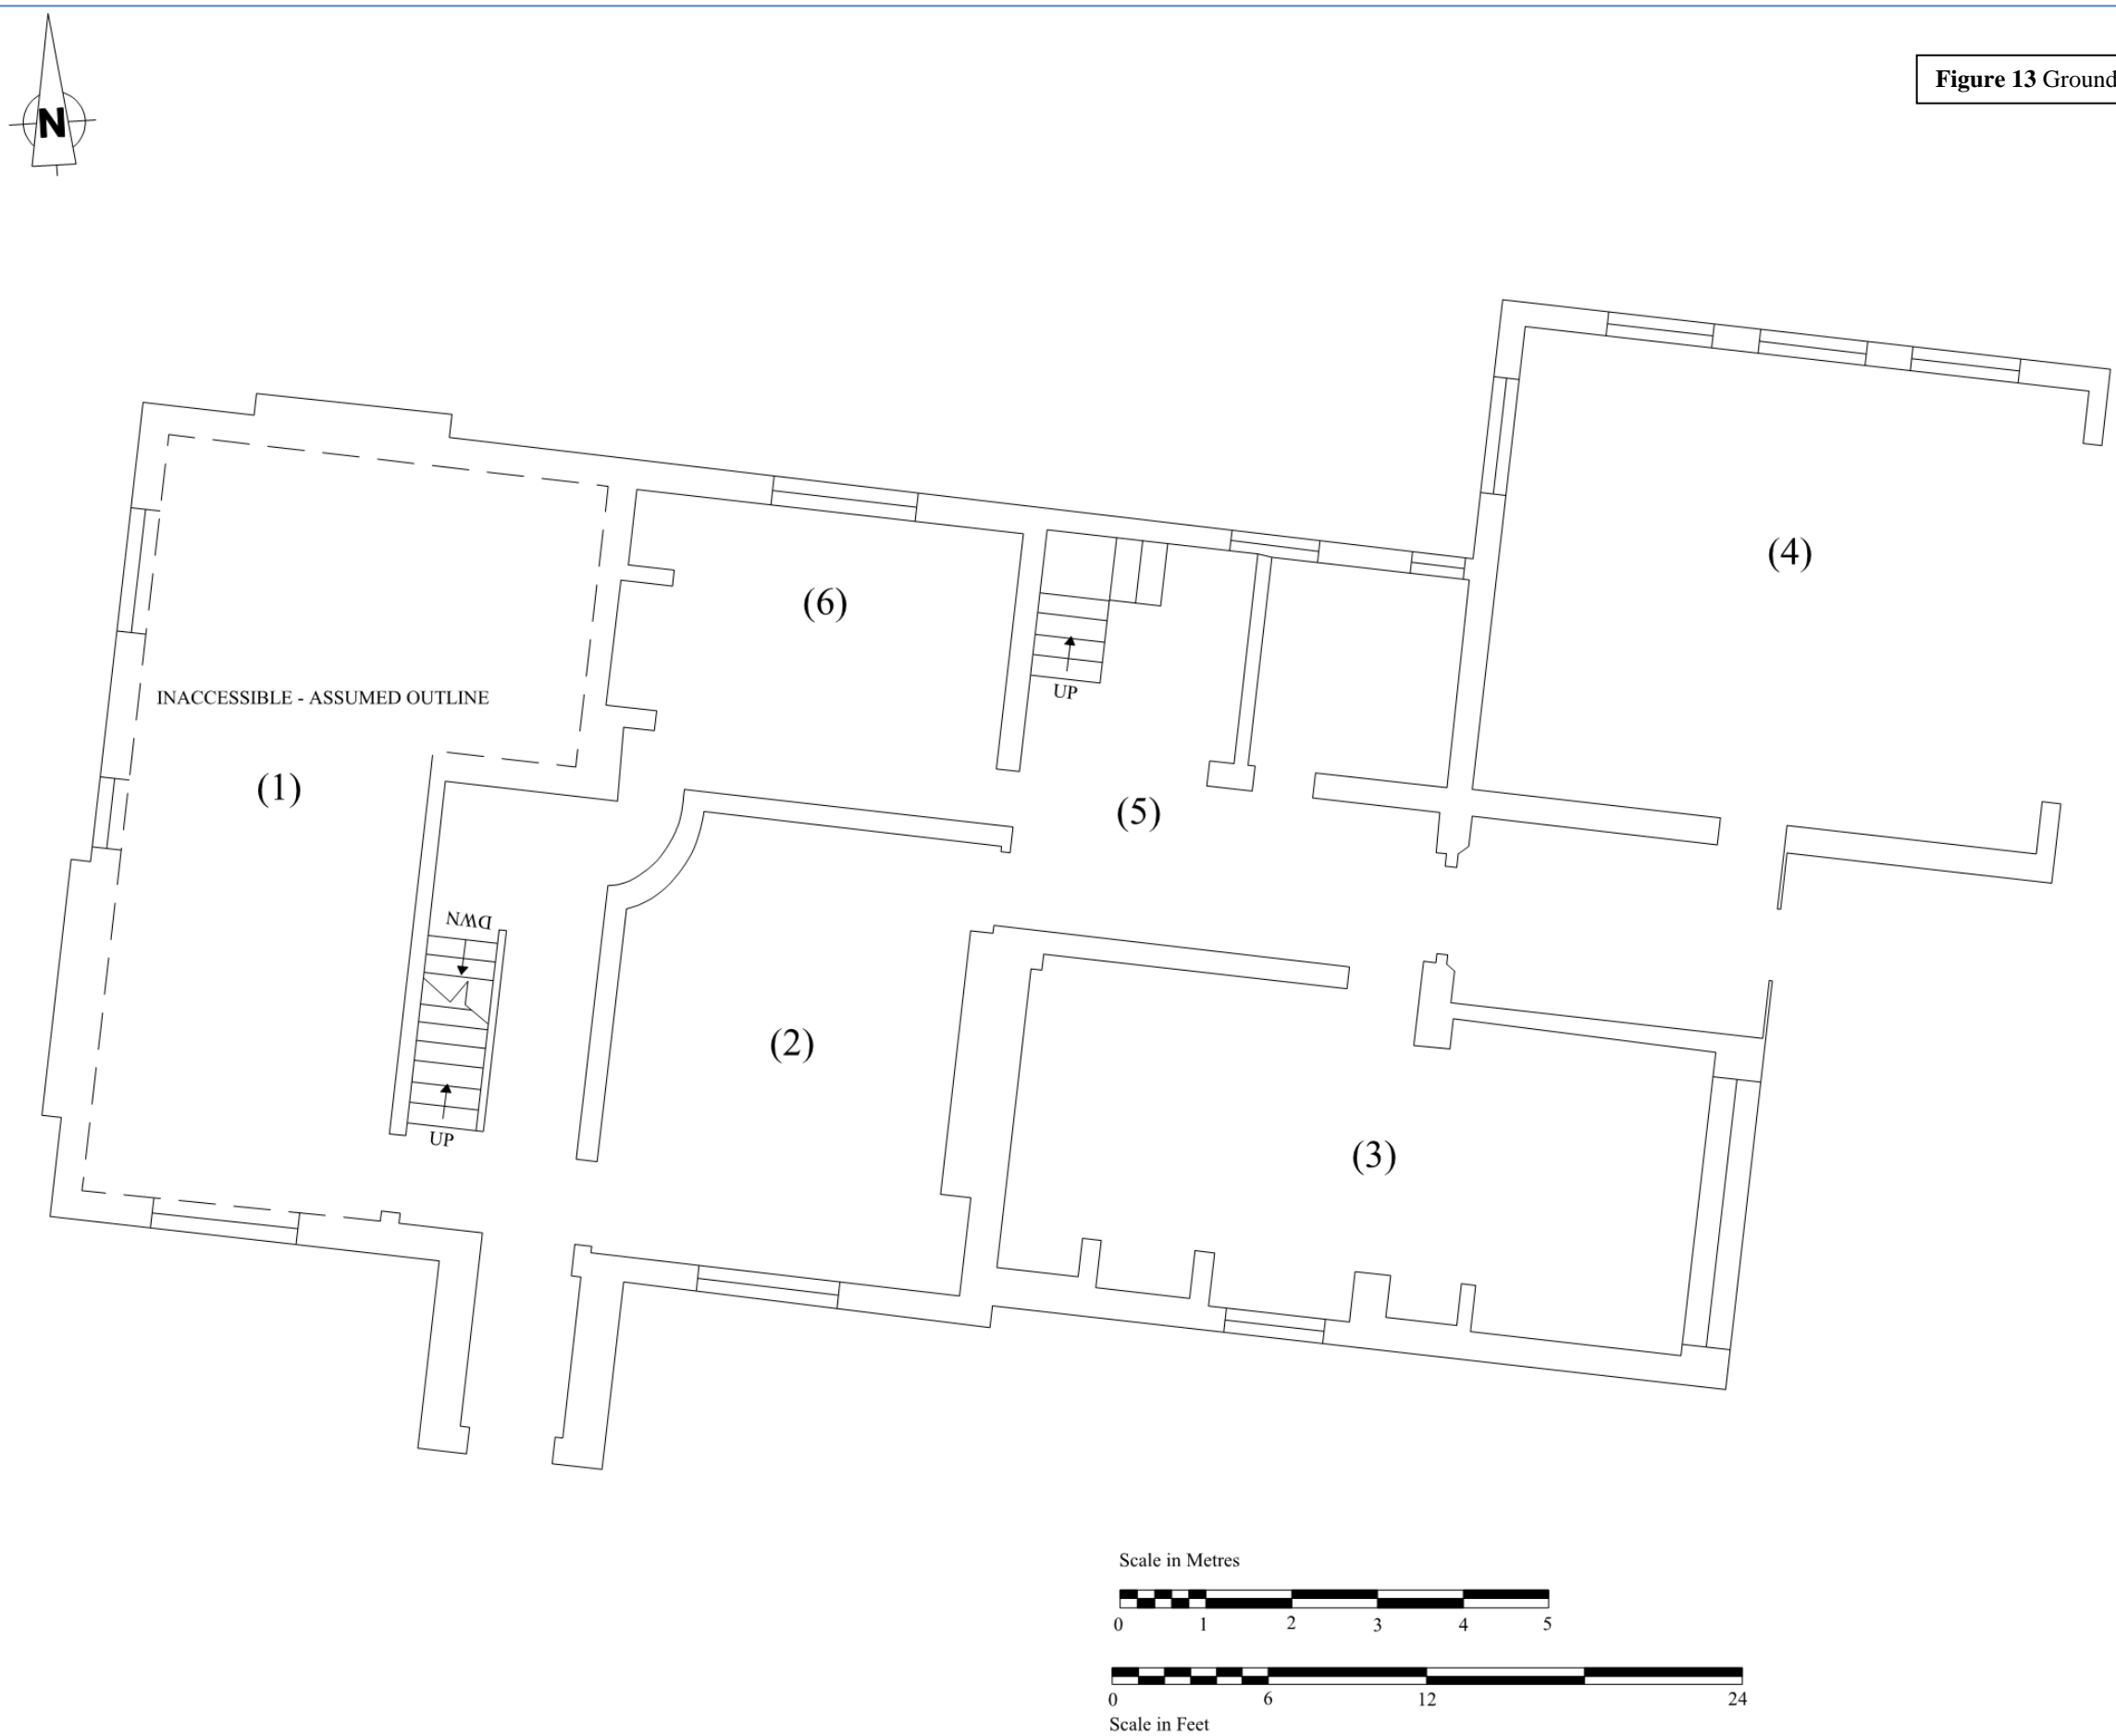 N
Figure 13 Ground
(4)
(6)
UP
INACCESSIBLE - ASSUMED OUTLINE
(1)
(5)
DWN
(2)
UP
(3)
Scale in Metres
0 1 2 3 4 5
0 6 12 24
Scale in Feet